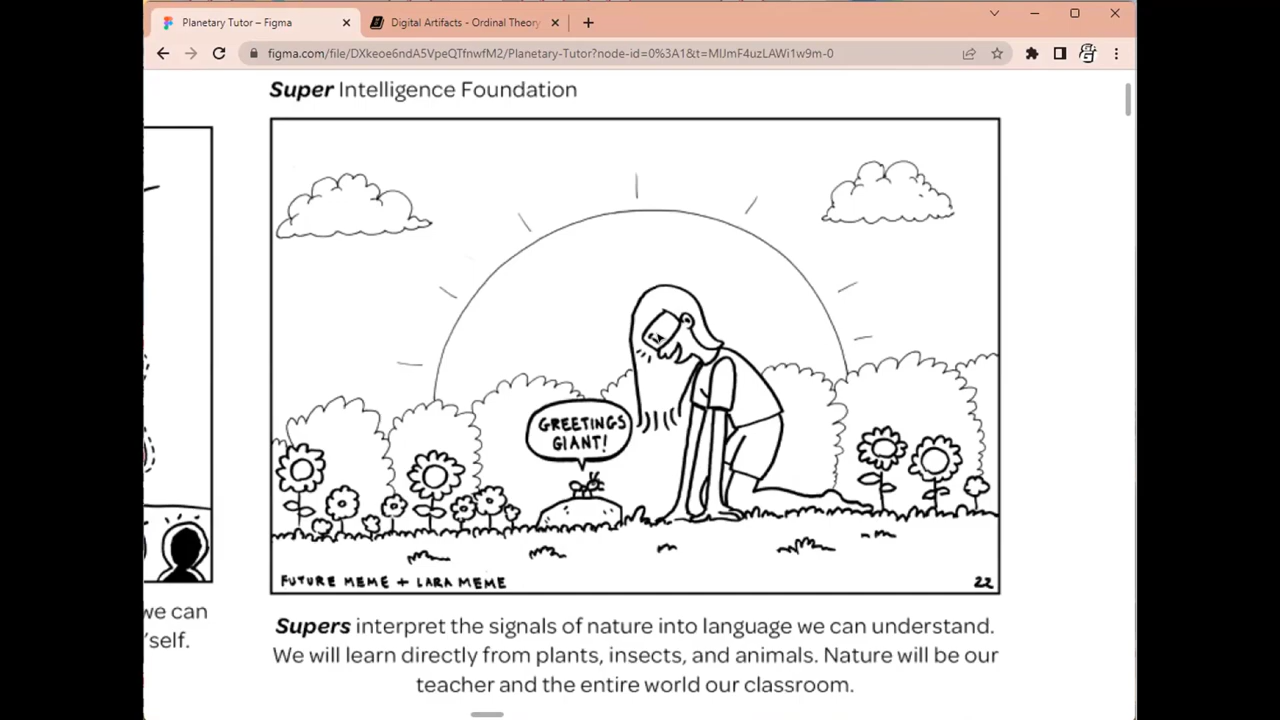 Planetary Tutor – Figma
Digital Artifacts - Ordinal Theory
figma.com/file/DXkeoe6ndA5VpeQTfnwfM2/Planetary-Tutor?node-id=0%3A1&t=MlJmF4uzLAWi1w9m-0
Super Intelligence Foundation
GREETINGS
GIANT!
FUTURE MEME + LARA MEME
22
we can
'self.
Supers interpret the signals of nature into language we can understand.
We will learn directly from plants, insects, and animals. Nature will be our
teacher and the entire world our classroom.